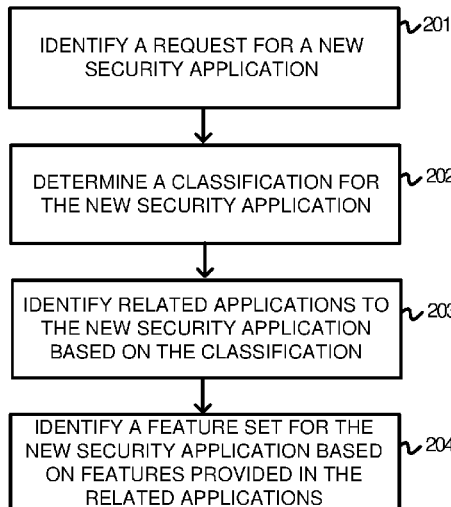 IDENTIFY A REQUEST FOR A NEW
SECURITY APPLICATION
201
DETERMINE A CLASSIFICATION FOR
THE NEW SECURITY APPLICATION
202
IDENTIFY RELATED APPLICATIONS TO
THE NEW SECURITY APPLICATION
BASED ON THE CLASSIFICATION
203
IDENTIFY A FEATURE SET FOR THE
NEW SECURITY APPLICATION BASED
ON FEATURES PROVIDED IN THE
RELATED APPLICATIONS
204